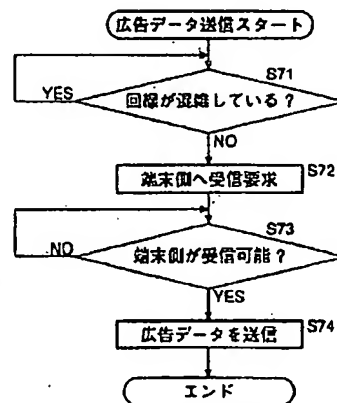 広告データ送信スタート
S71
YES
回線が混雑している?
NO
S72
端末側へ受信要求
S73
NO
端末側が受信可能?
YES
広告データを送信
S74
エンド